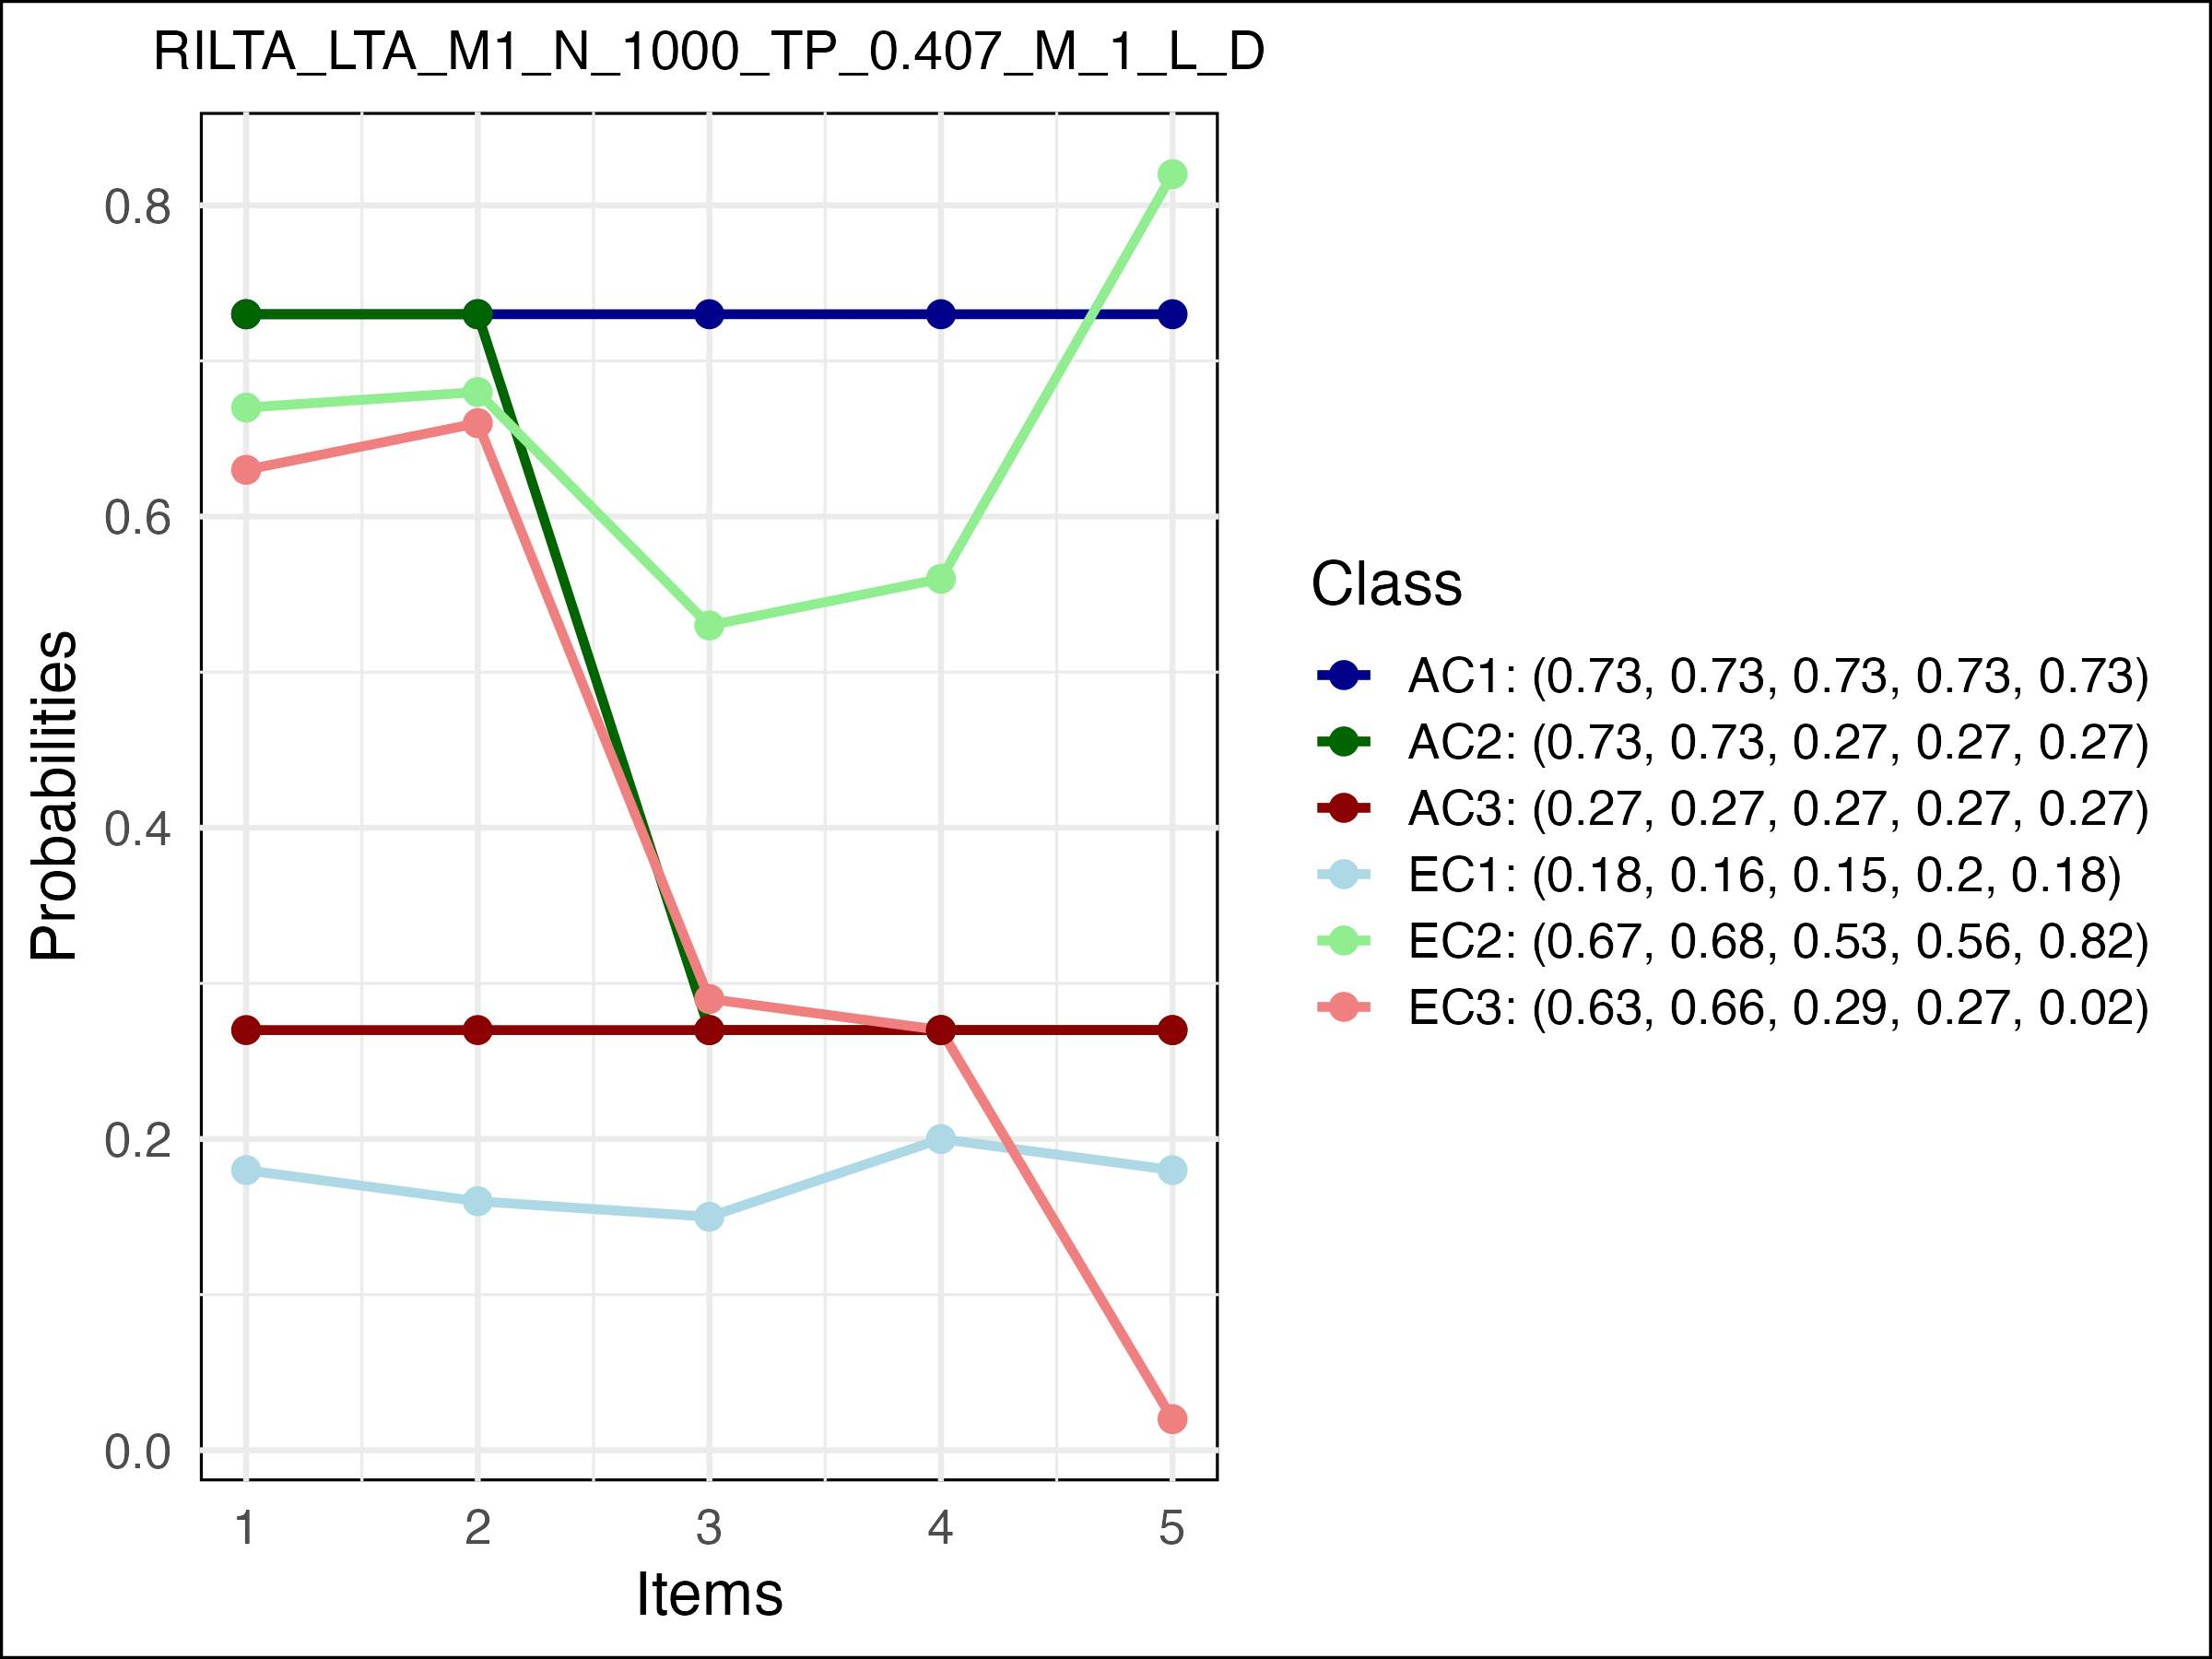 RILTA_LTA_M1_N_1000_TP_0.407_M_1_L_D
Probabilities
0.8
0.6
0.4
0.2
0.0
1 2 3 4 5
Items
Class
AC1: (0.73, 0.73, 0.73, 0.73, 0.73)
AC2: (0.73, 0.73, 0.27, 0.27, 0.27)
AC3: (0.27, 0.27, 0.27, 0.27, 0.27)
EC1: (0.18, 0.16, 0.15, 0.2, 0.18)
EC2: (0.67, 0.68, 0.53, 0.56, 0.82)
EC3: (0.63, 0.66, 0.29, 0.27, 0.02)